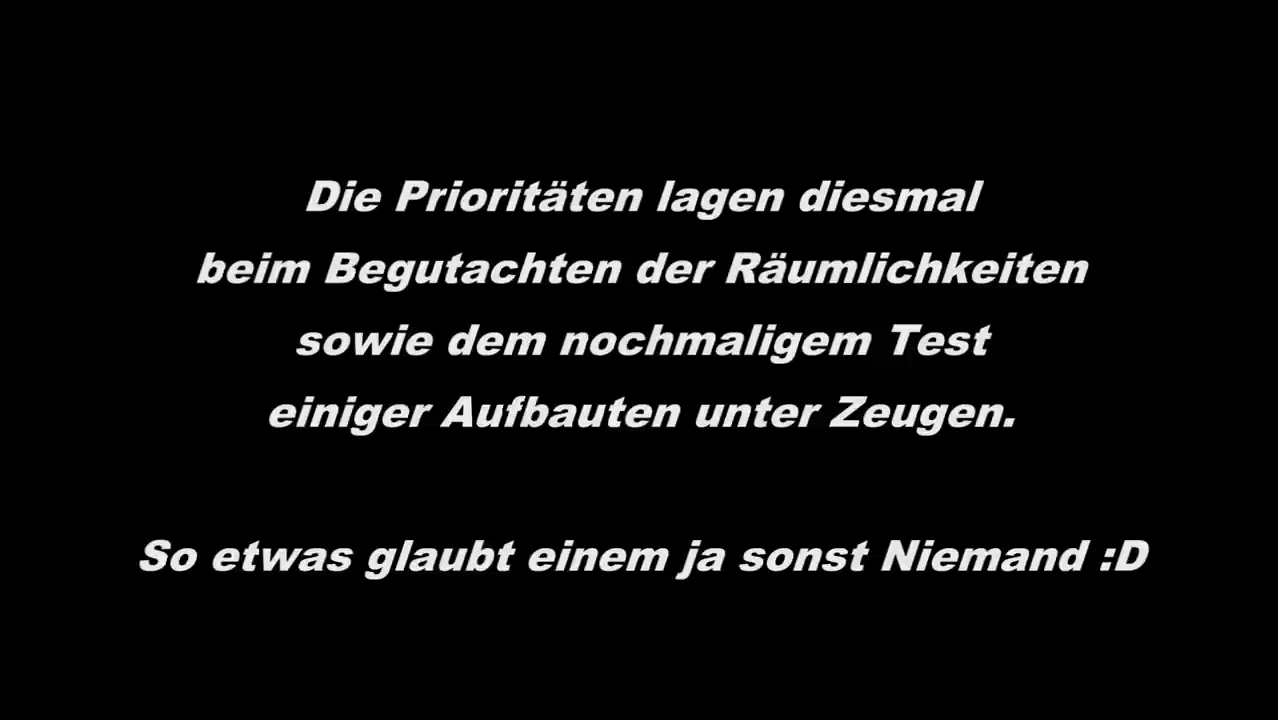 Die Prioritäten lagen diesmal
beim Begutachten der Räumlichkeiten
sowie dem nochmaligem Test
einiger Aufbauten unter Zeugen.
So etwas glaubt einem ja sonst Niemand :D